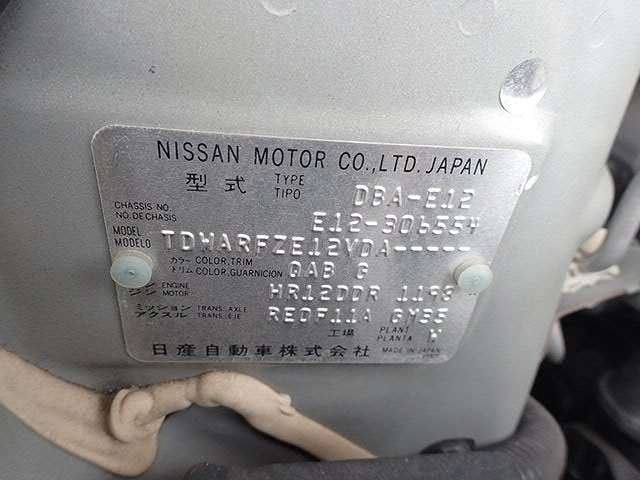 NISSAN MOTOR CO.,LTD. JAPAN
型式 TYPE TIPO DBA-E12
CHASSIS NO. NO.DE CHASIS E12-306554
MODEL MODELO TDWARFZE12VDA-----
カラー COLOR,TRIM トリム COLOR,GUARNICION QAB G
エンジン ENGINE MOTOR HR12DDR 1198
ミッション TRANS. AXLE アクスル TRANS. EJE RE0F11A GM35
工場 PLANT PLANTA
日産自動車株式会社 MADE IN JAPAN